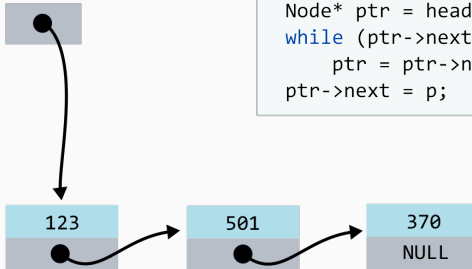 Node* ptr = head
while (ptr->next
ptr = ptr->n
ptr->next = p;
123 501 370
NULL